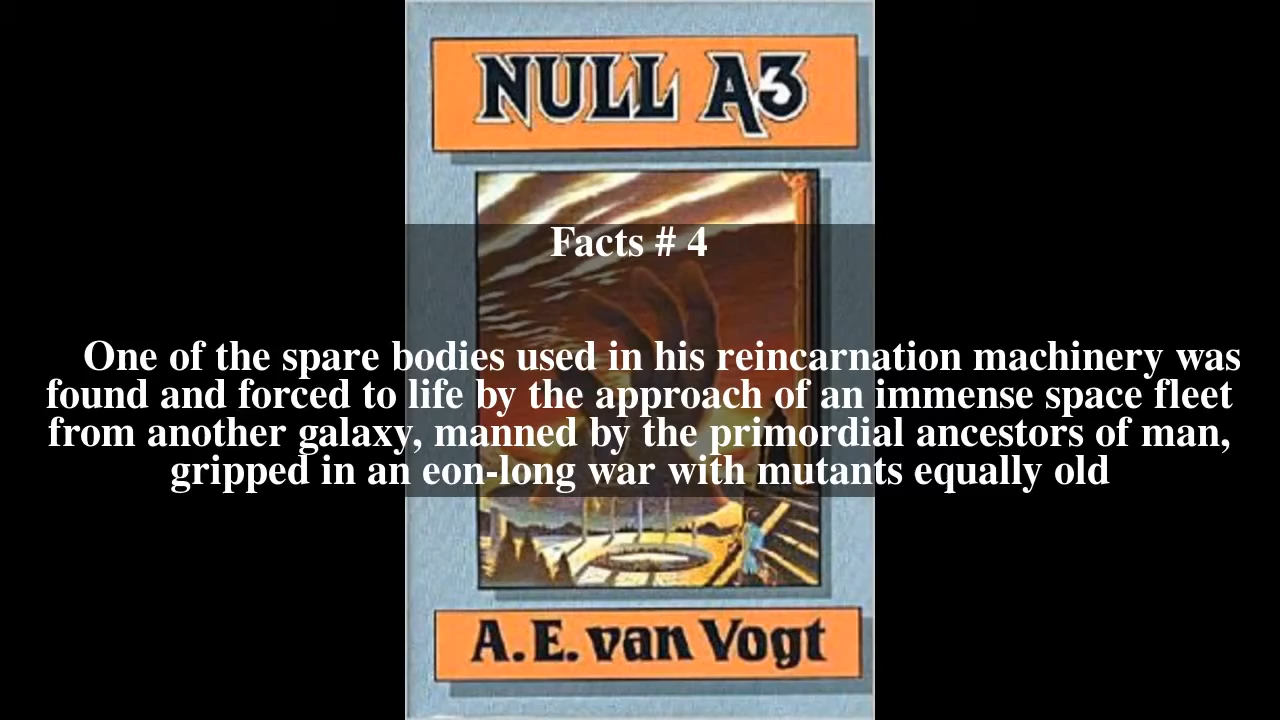 NULL A3
Facts # 4
One of the spare bodies used in his reincarnation machinery was
found and forced to life by the approach of an immense space fleet
from another galaxy, manned by the primordial ancestors of man,
gripped in an eon-long war with mutants equally old
A.E. van Vogt